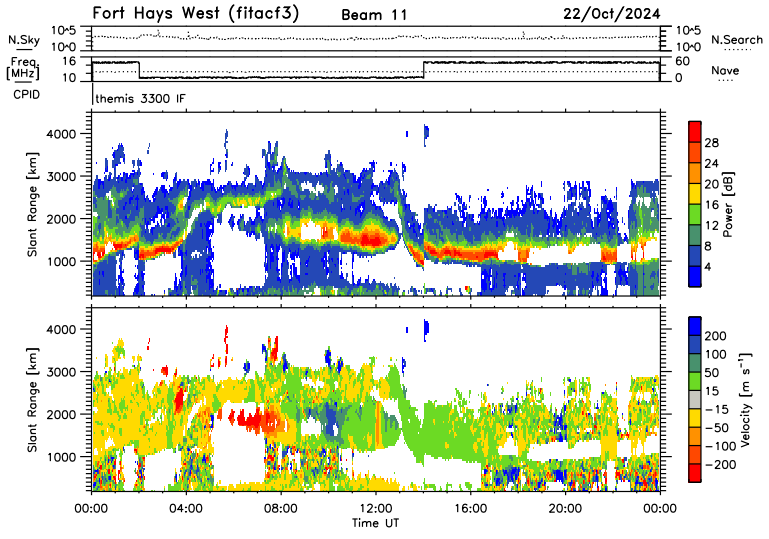 Fort Hays West (fitacf3) Beam 11 22/Oct/2024
N.Sky 10^5 10^0 10^5 10^0 N.Search
Freq. [MHz] 16 10 60 0 Nave
CPID themis 3300 IF
Slant Range [km] 4000 3000 2000 1000
Power [dB] 28 24 20 16 12 8 4
Slant Range [km] 4000 3000 2000 1000
Velocity [m s⁻¹] 200 100 50 15 −15 −50 −100 −200
00:00 04:00 08:00 12:00 16:00 20:00 00:00
Time UT